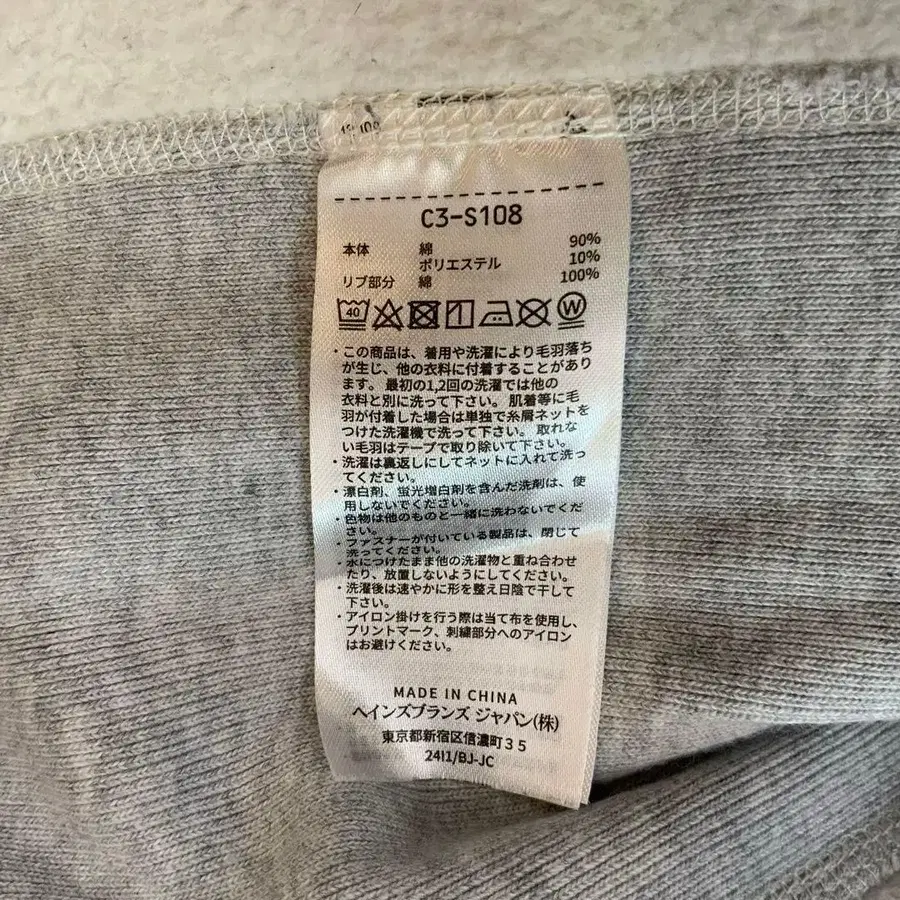 C3-S108
本体 綿 90%
ポリエステル 10%
リブ部分 綿 100%
40 W
・この商品は、着用や洗濯により毛羽落ち
が生じ、他の衣料に付着することがあり
ます。最初の1,2回の洗濯では他の
衣料と別に洗って下さい。肌着等に毛
羽が付着した場合は単独で糸屑ネットを
つけた洗濯機で洗って下さい。取れな
い毛羽はテープで取り除いて下さい。
・洗濯は裏返しにしてネットに入れて洗っ
てください。
・漂白剤、蛍光増白剤を含んだ洗剤は、使
用しないでください。
・色物は他のものと一緒に洗わないでくだ
さい。
・ファスナーが付いている製品は、閉じて
洗ってください。
・水につけたまま他の洗濯物と重ね合わせ
たり、放置しないようにしてください。
・洗濯後は速やかに形を整え日陰で干して
下さい。
・アイロン掛けを行う際は当て布を使用し、
プリントマーク、刺繍部分へのアイロン
はお避けください。
MADE IN CHINA
ヘインズブランズ ジャパン(株)
東京都新宿区信濃町35
2411/BJ-JC